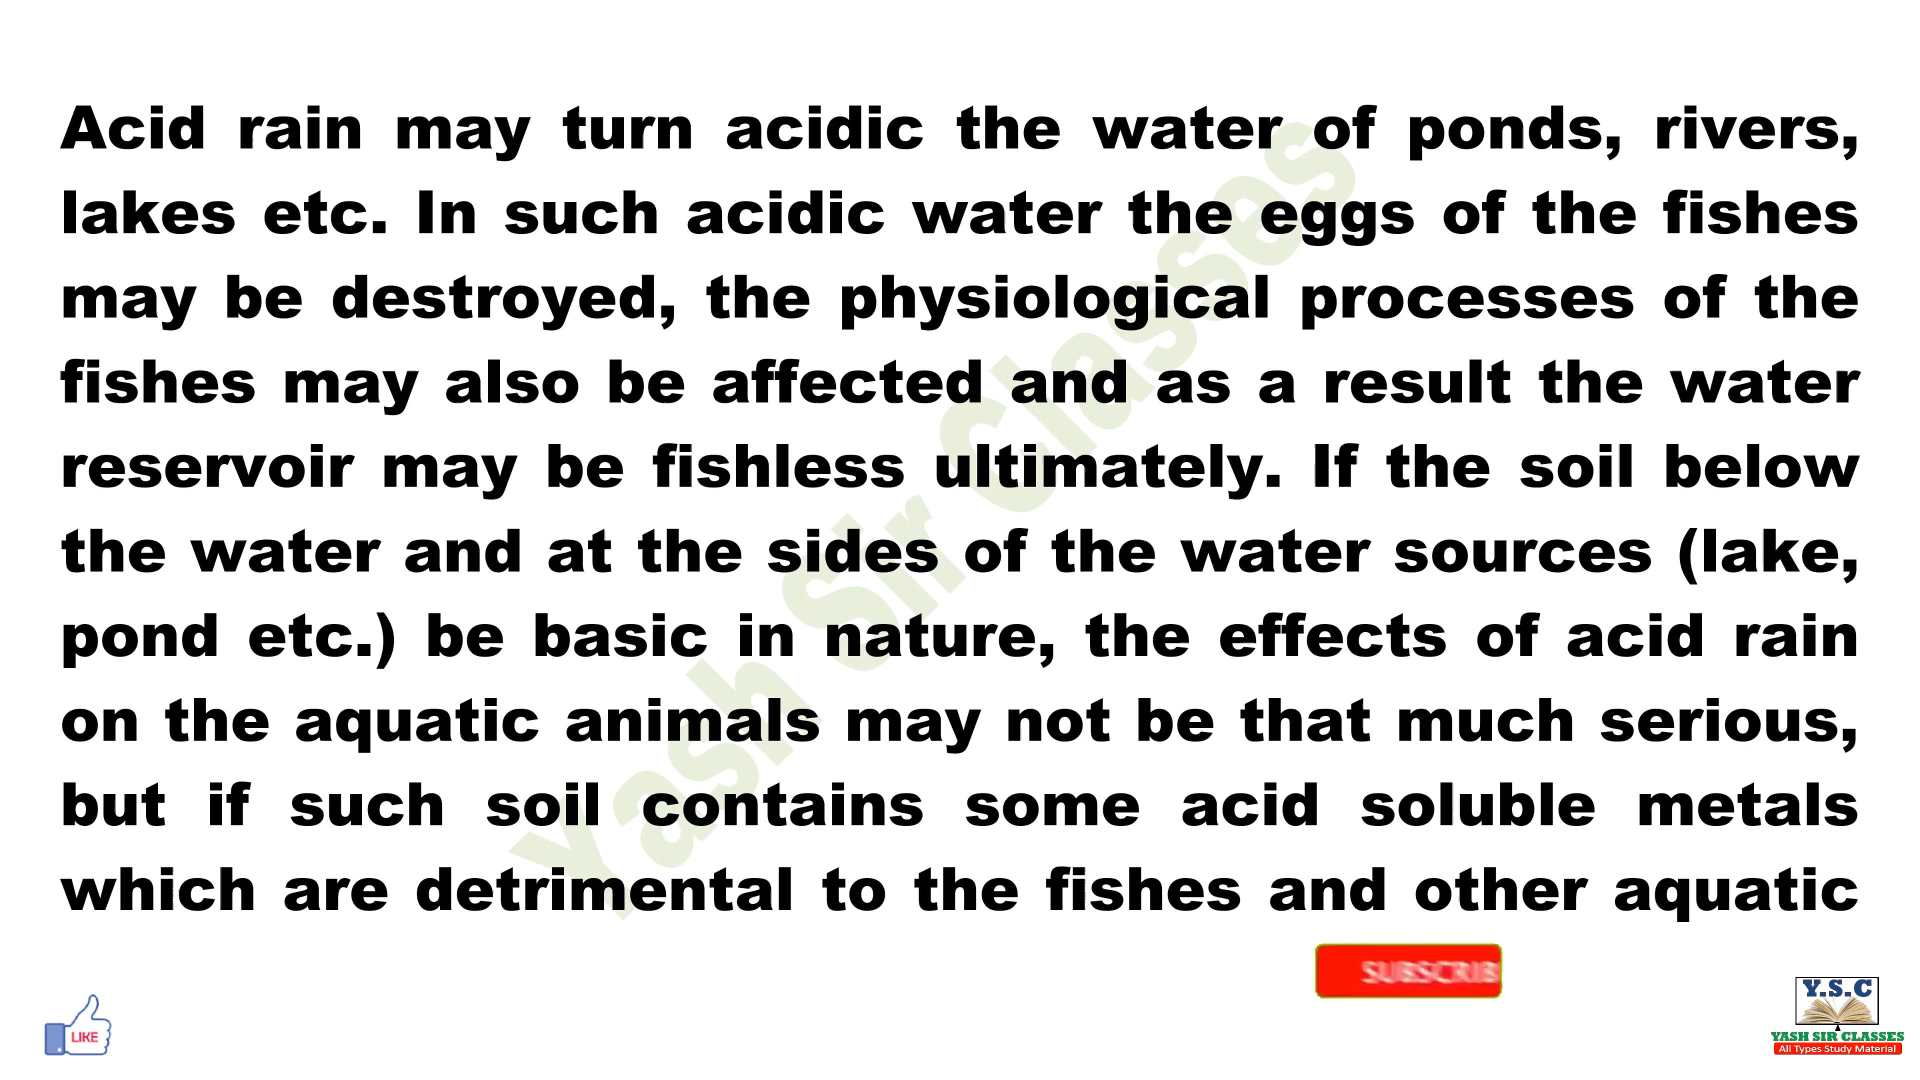 Acid rain may turn acidic the water of ponds, rivers,
lakes etc. In such acidic water the eggs of the fishes
may be destroyed, the physiological processes of the
fishes may also be affected and as a result the water
reservoir may be fishless ultimately. If the soil below
the water and at the sides of the water sources (lake,
pond etc.) be basic in nature, the effects of acid rain
on the aquatic animals may not be that much serious,
but if such soil contains some acid soluble metals
which are detrimental to the fishes and other aquatic
Yash Sir Classes
SUBSCRIB
LIKE
Y.S.C
YASH SIR CLASSES
All Types Study Material